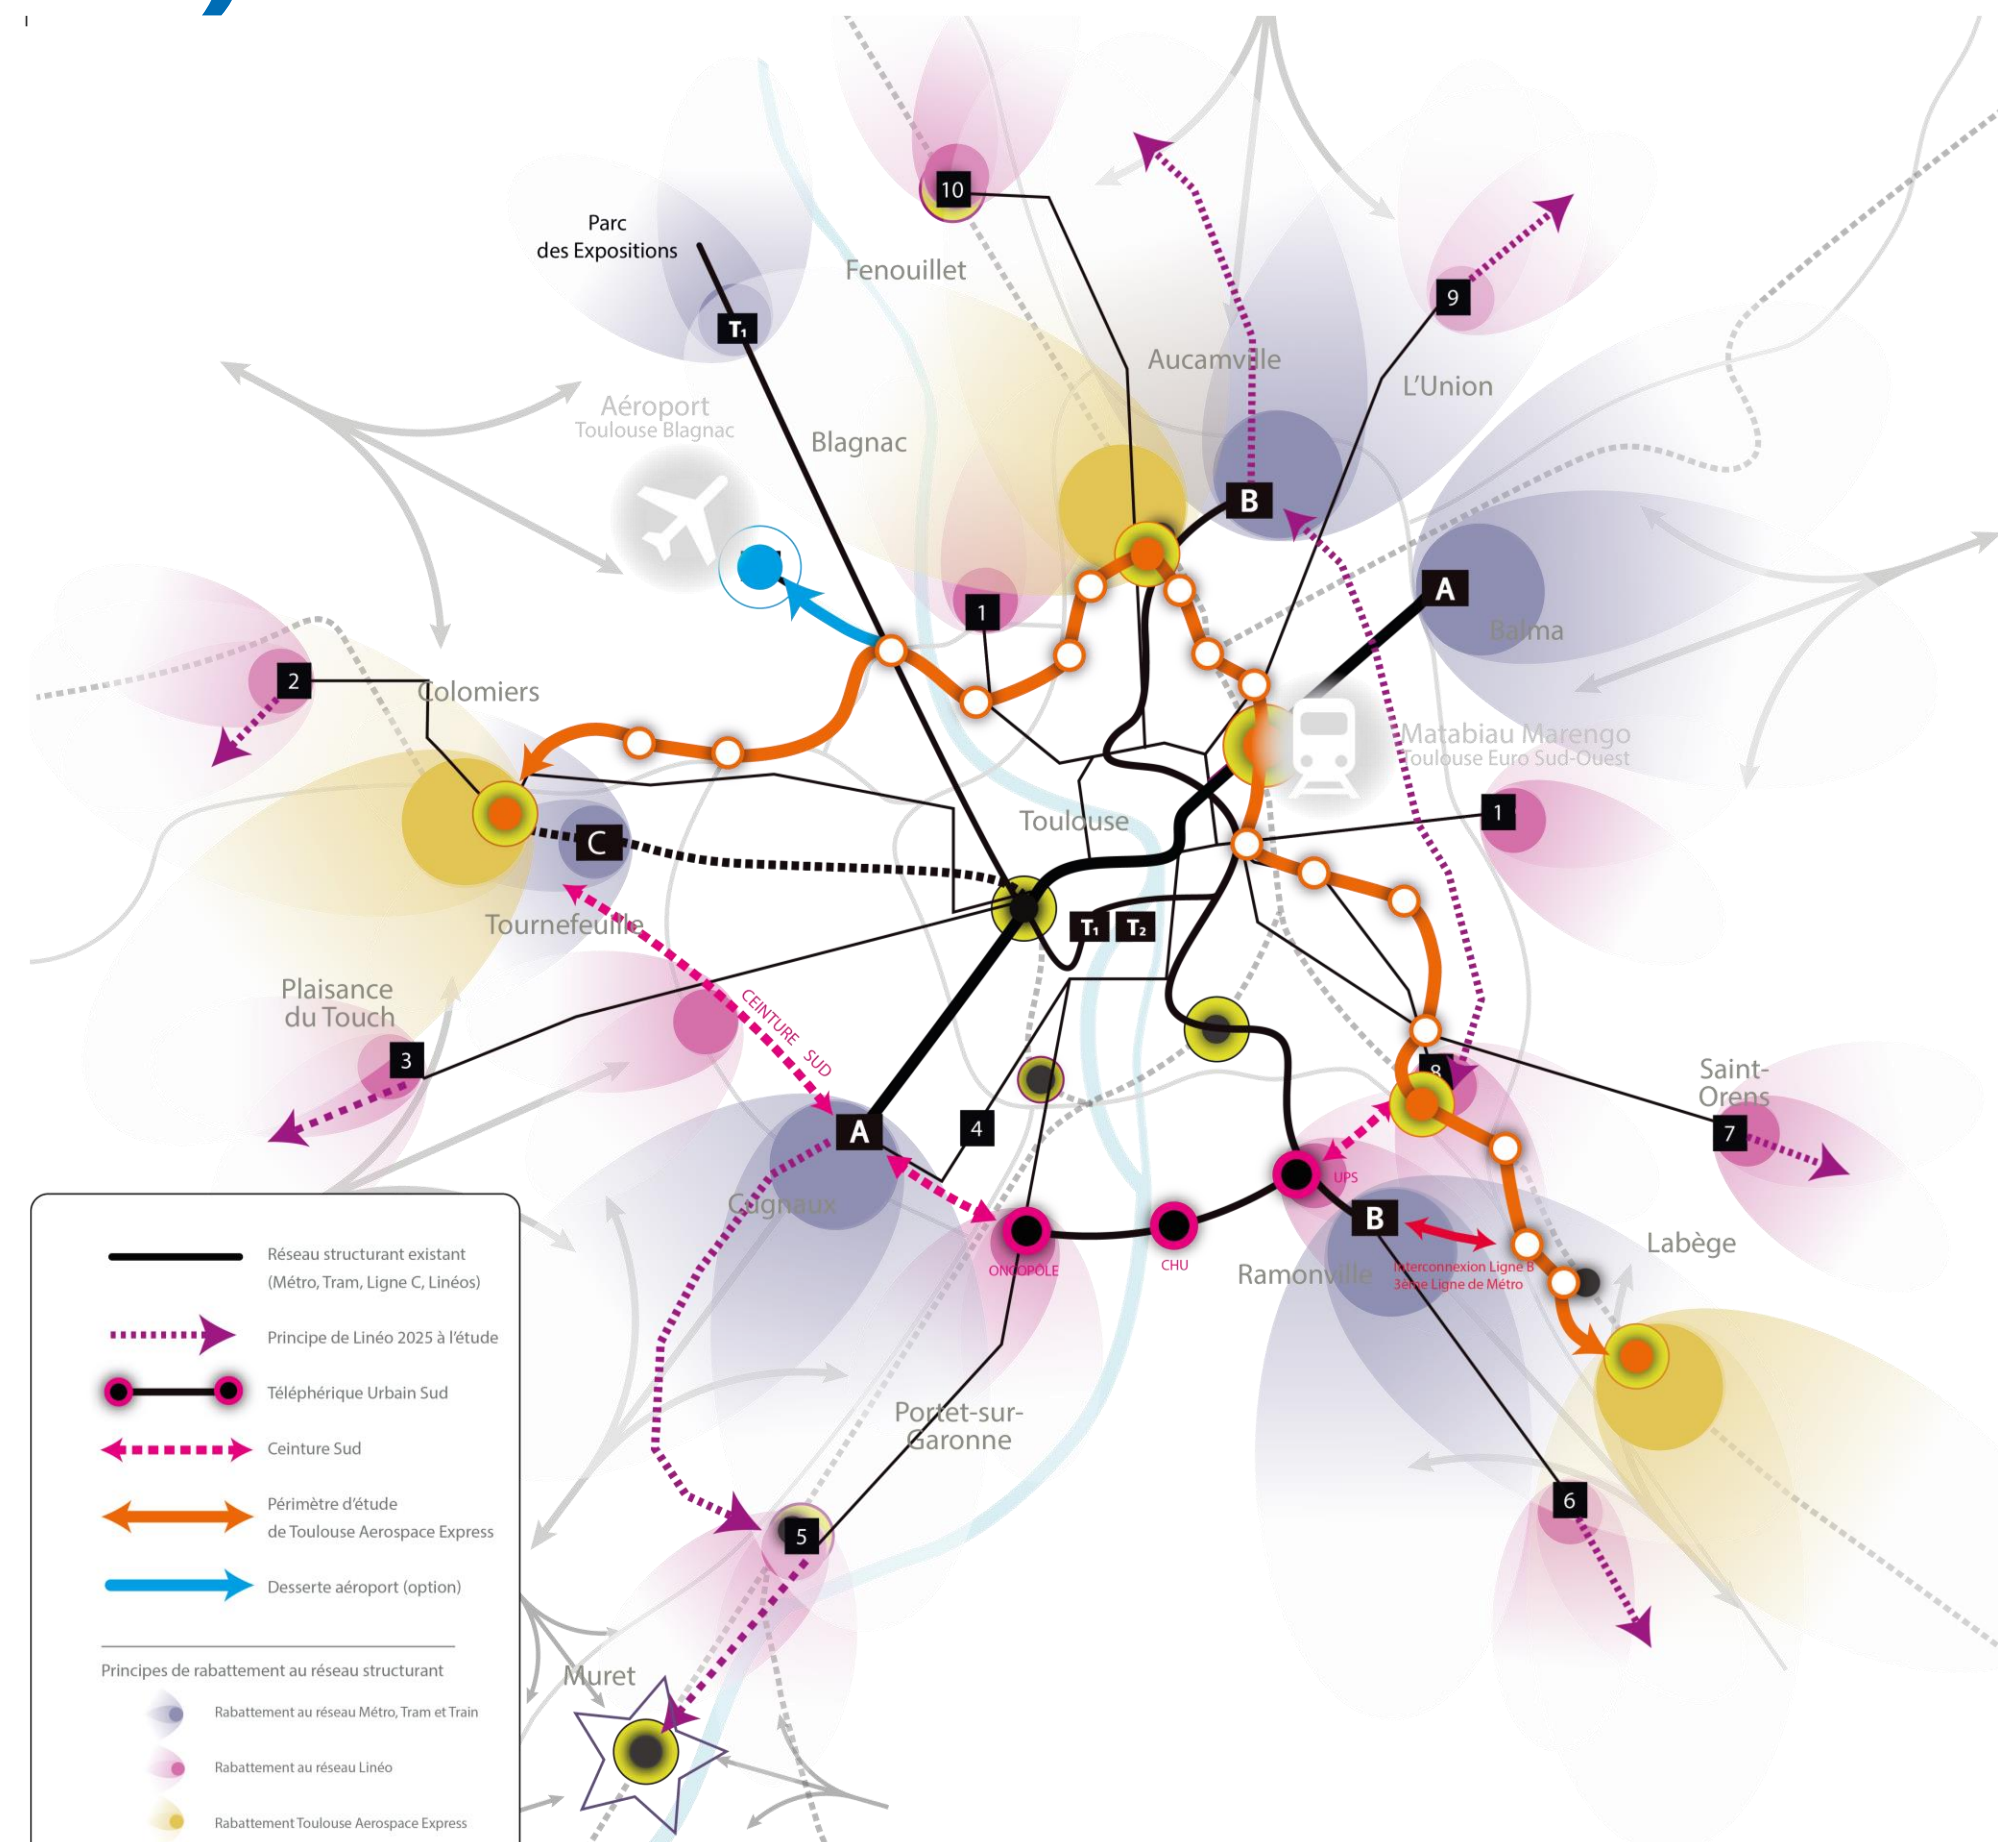 10
Parc
des Expositions
T1
Fenouillet
9
Aucamville
L'Union
Aéroport
Toulouse Blagnac
Blagnac
B
A
1
Balma
2
Colomiers
Matabiau Marengo
Toulouse Euro Sud-Ouest
Toulouse
1
C
Tournefeuille
T1
T2
Plaisance
du Touch
CEINTURE SUD
3
8
Saint-
Orens
A
4
7
UPS
Cugnaux
B
ONCOPÔLE
CHU
Ramonville
Labège
Interconnexion Ligne B
3ème Ligne de Métro
Portet-sur-
Garonne
6
5
Muret
Réseau structurant existant
(Métro, Tram, Ligne C, Linéos)
Principe de Linéo 2025 à l'étude
Téléphérique Urbain Sud
Ceinture Sud
Périmètre d'étude
de Toulouse Aerospace Express
Desserte aéroport (option)
Principes de rabattement au réseau structurant
Rabattement au réseau Métro, Tram et Train
Rabattement au réseau Linéo
Rabattement Toulouse Aerospace Express